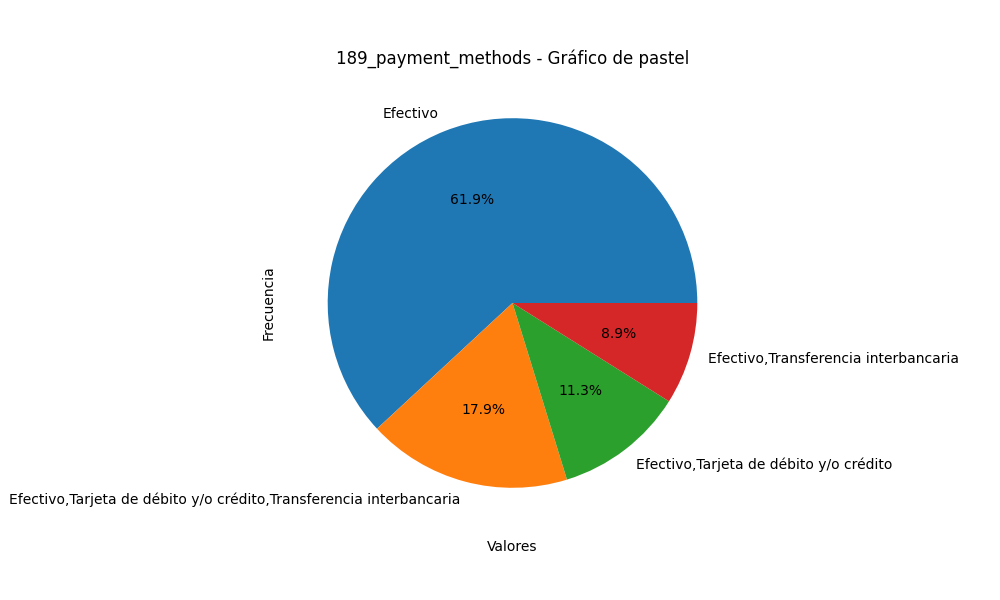 189_payment_methods - Gráfico de pastel
Efectivo
61.9%
Frecuencia
8.9%
Efectivo,Transferencia interbancaria
11.3%
17.9%
Efectivo,Tarjeta de débito y/o crédito
Efectivo,Tarjeta de débito y/o crédito,Transferencia interbancaria
Valores